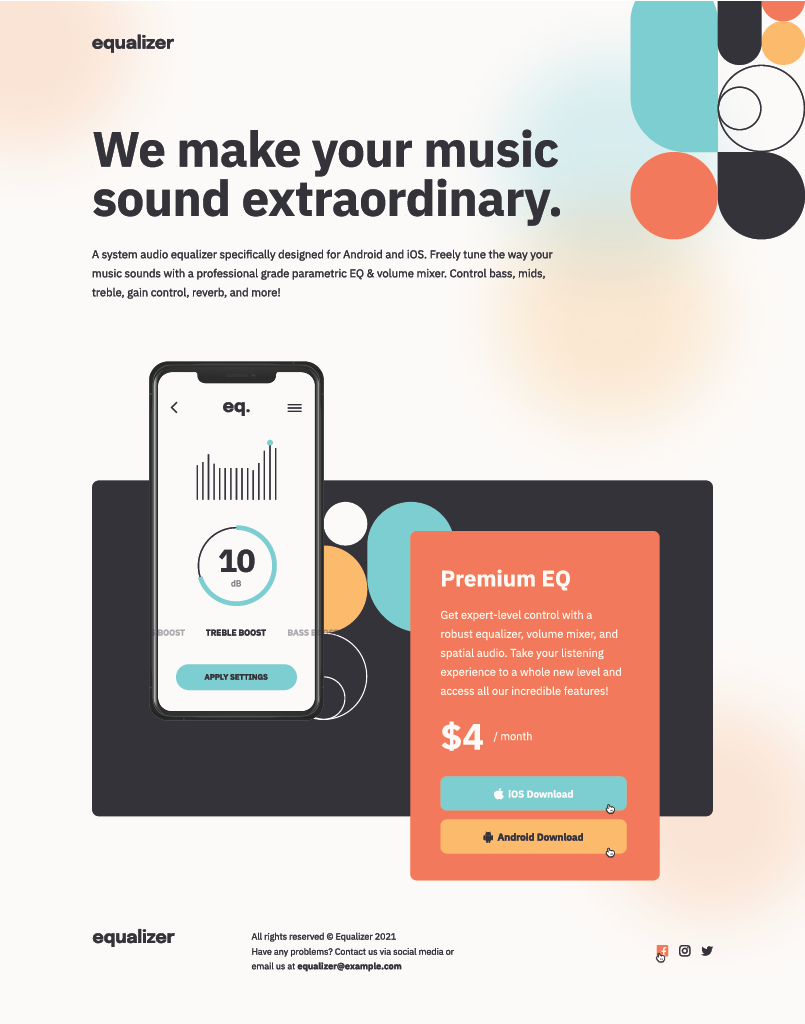 equalizer
We make your music
sound extraordinary.
A system audio equalizer specifically designed for Android and iOS. Freely tune the way your
music sounds with a professional grade parametric EQ & volume mixer. Control bass, mids,
treble, gain control, reverb, and more!
eq.
10
dB
BOOST TREBLE BOOST BASS
APPLY SETTINGS
Premium EQ
Get expert-level control with a
robust equalizer, volume mixer, and
spatial audio. Take your listening
experience to a whole new level and
access all our incredible features!
$4 / month
iOS Download
Android Download
equalizer
All rights reserved © Equalizer 2021
Have any problems? Contact us via social media or
email us at equalizer@example.com